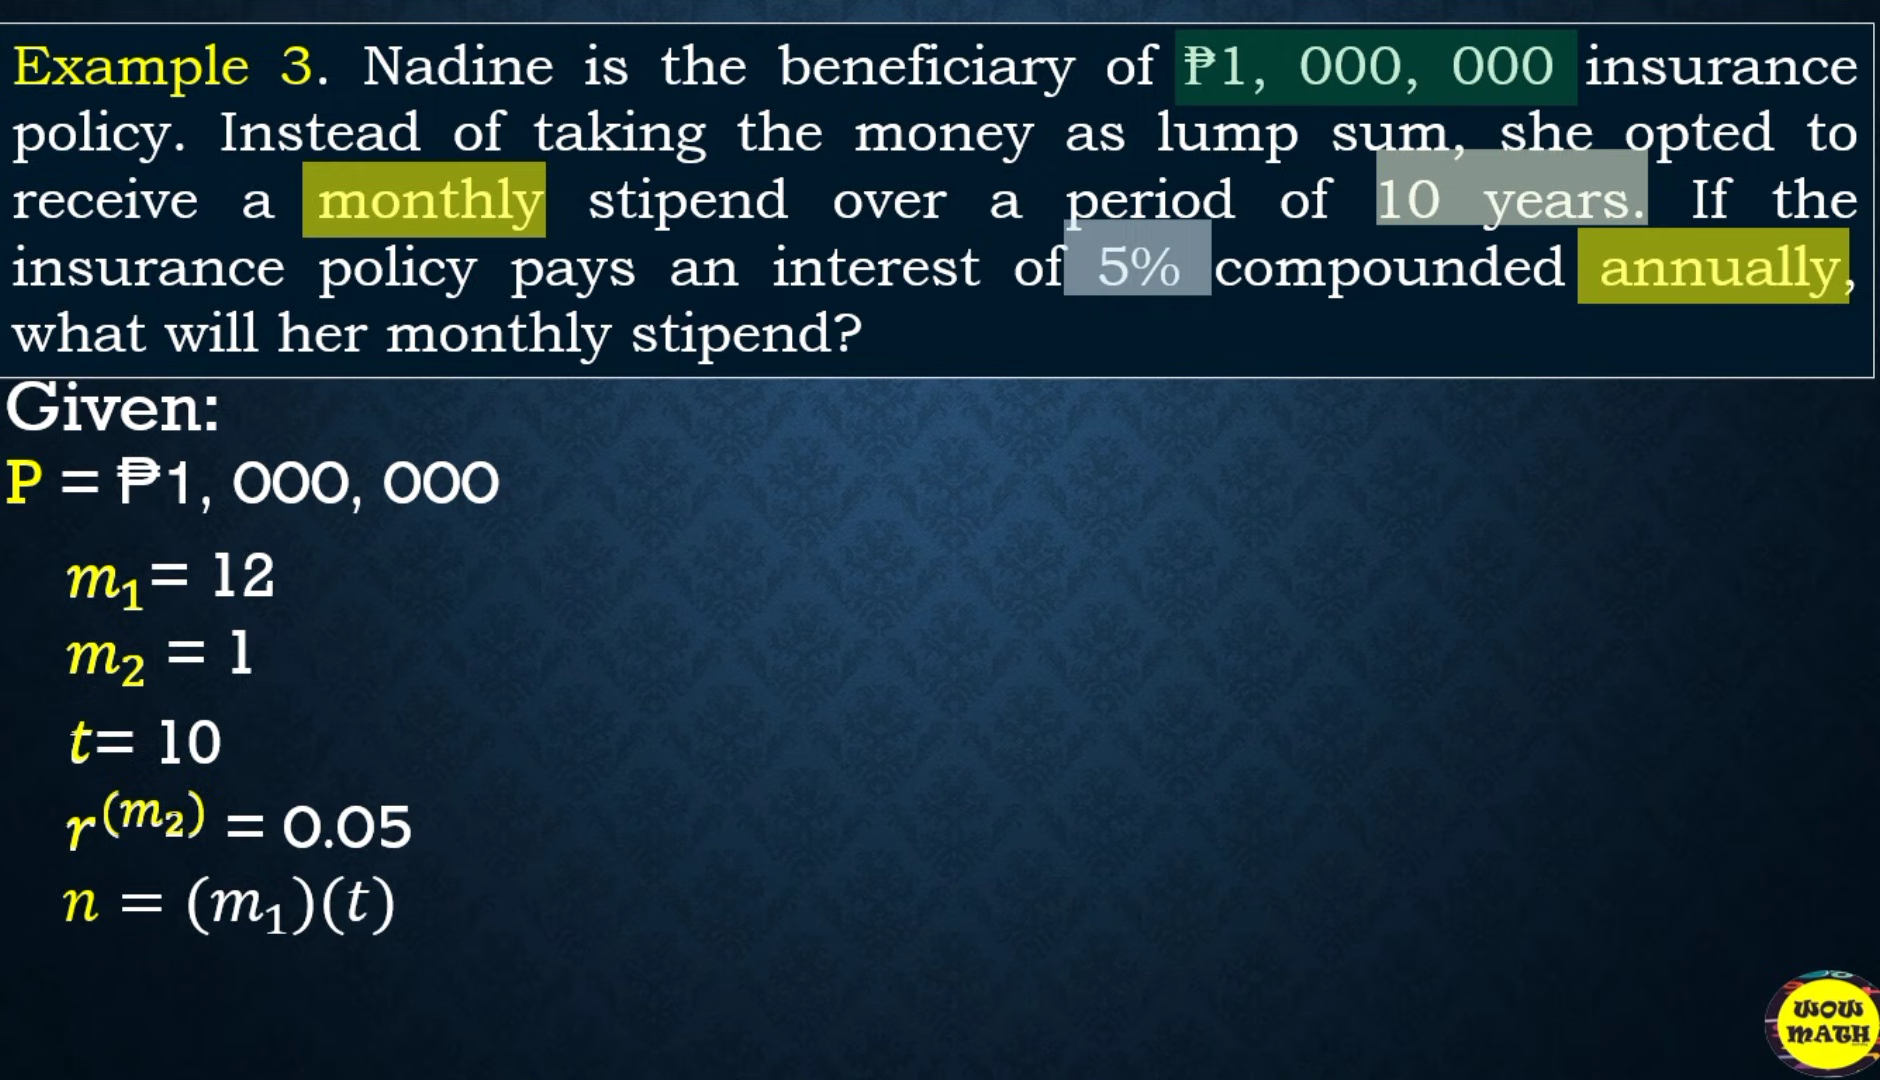 Example 3. Nadine is the beneficiary of ₱1, 000, 000 insurance
policy. Instead of taking the money as lump sum, she opted to
receive a monthly stipend over a period of 10 years. If the
insurance policy pays an interest of 5% compounded annually,
what will her monthly stipend?
Given:
P = ₱1, 000, 000
m₁= 12
m₂ = 1
t= 10
r^(m₂) = 0.05
n = (m₁)(t)
WOW
MATH